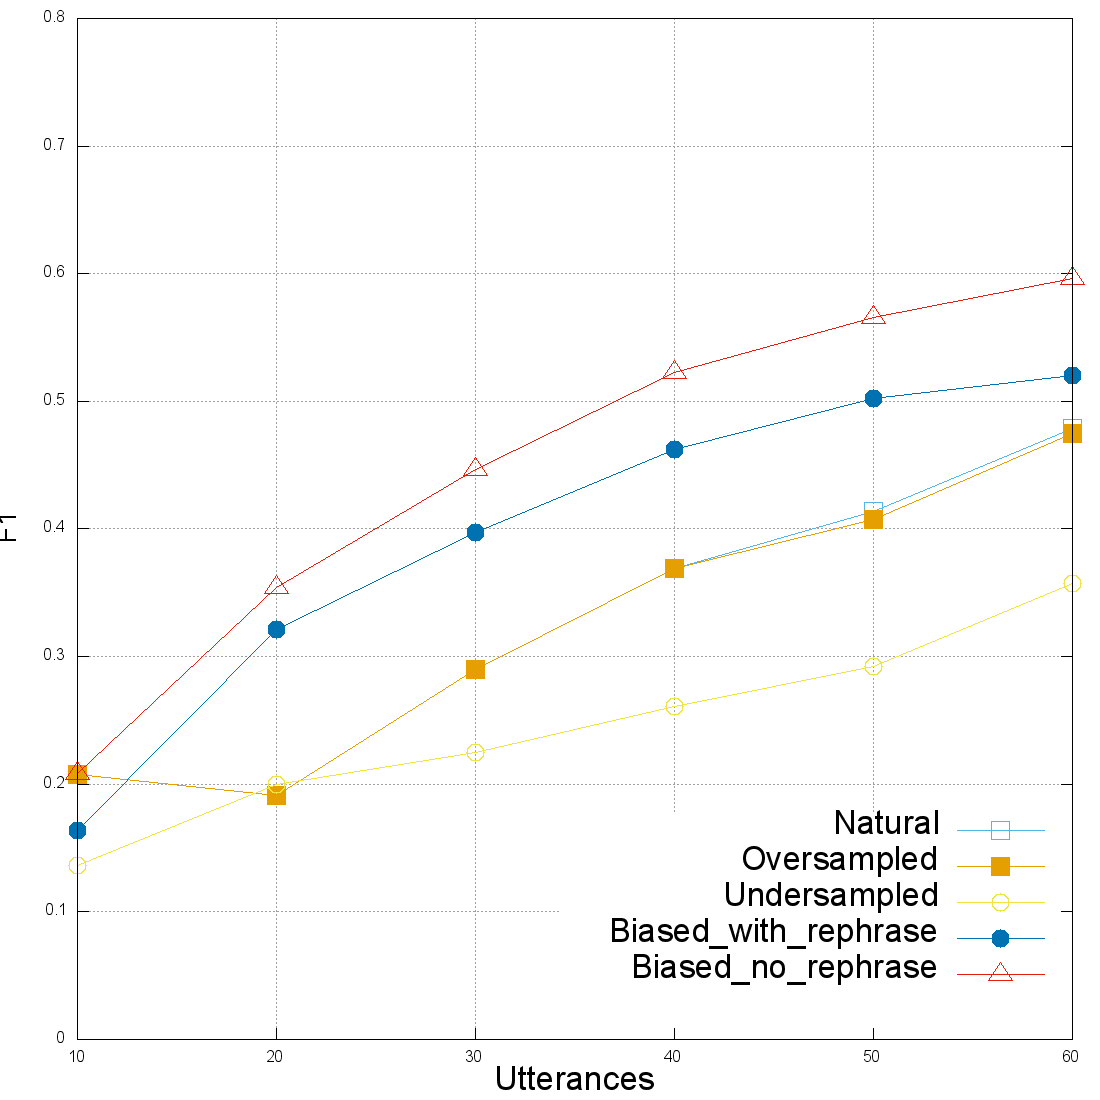 0.8
0.7
0.6
0.5
0.4
0.3
0.2
0.1
0
F1
10 20 30 40 50 60
Utterances
Natural
Oversampled
Undersampled
Biased_with_rephrase
Biased_no_rephrase